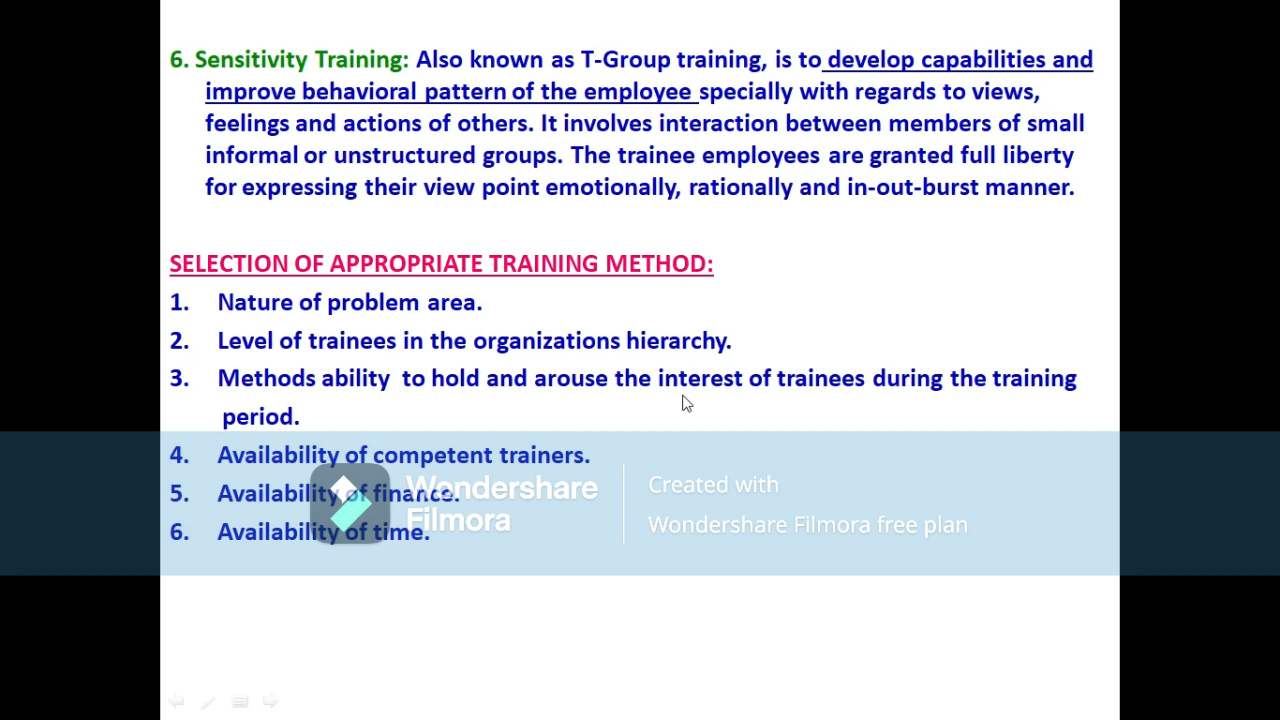 6. Sensitivity Training: Also known as T-Group training, is to develop capabilities and
improve behavioral pattern of the employee specially with regards to views,
feelings and actions of others. It involves interaction between members of small
informal or unstructured groups. The trainee employees are granted full liberty
for expressing their view point emotionally, rationally and in-out-burst manner.
SELECTION OF APPROPRIATE TRAINING METHOD:
1. Nature of problem area.
2. Level of trainees in the organizations hierarchy.
3. Methods ability to hold and arouse the interest of trainees during the training
period.
4. Availability of competent trainers.
5. Availability of finance.
6. Availability of time.
Wondershare
Filmora
Created with
Wondershare Filmora free plan